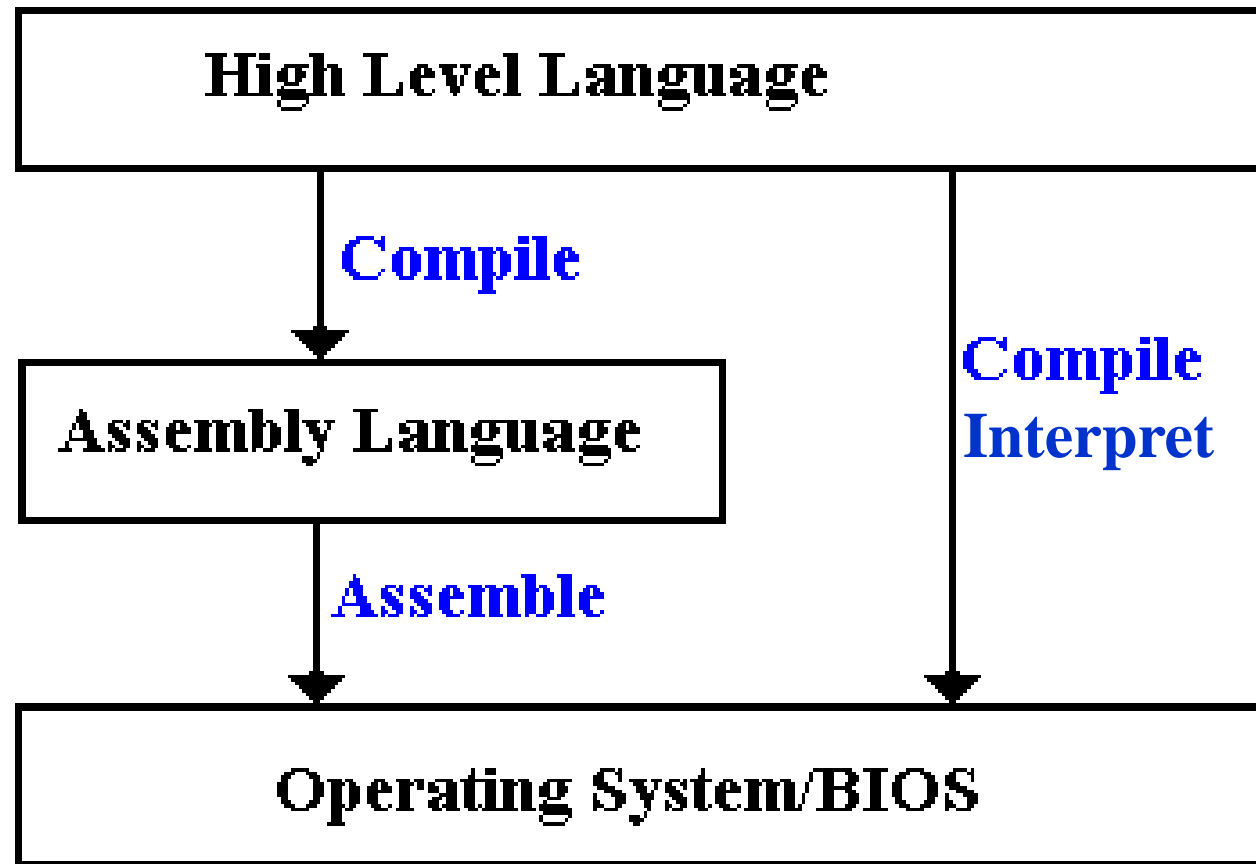 High Level Language
Compile
Compile
Interpret
Assembly Language
Assemble
Operating System/BIOS